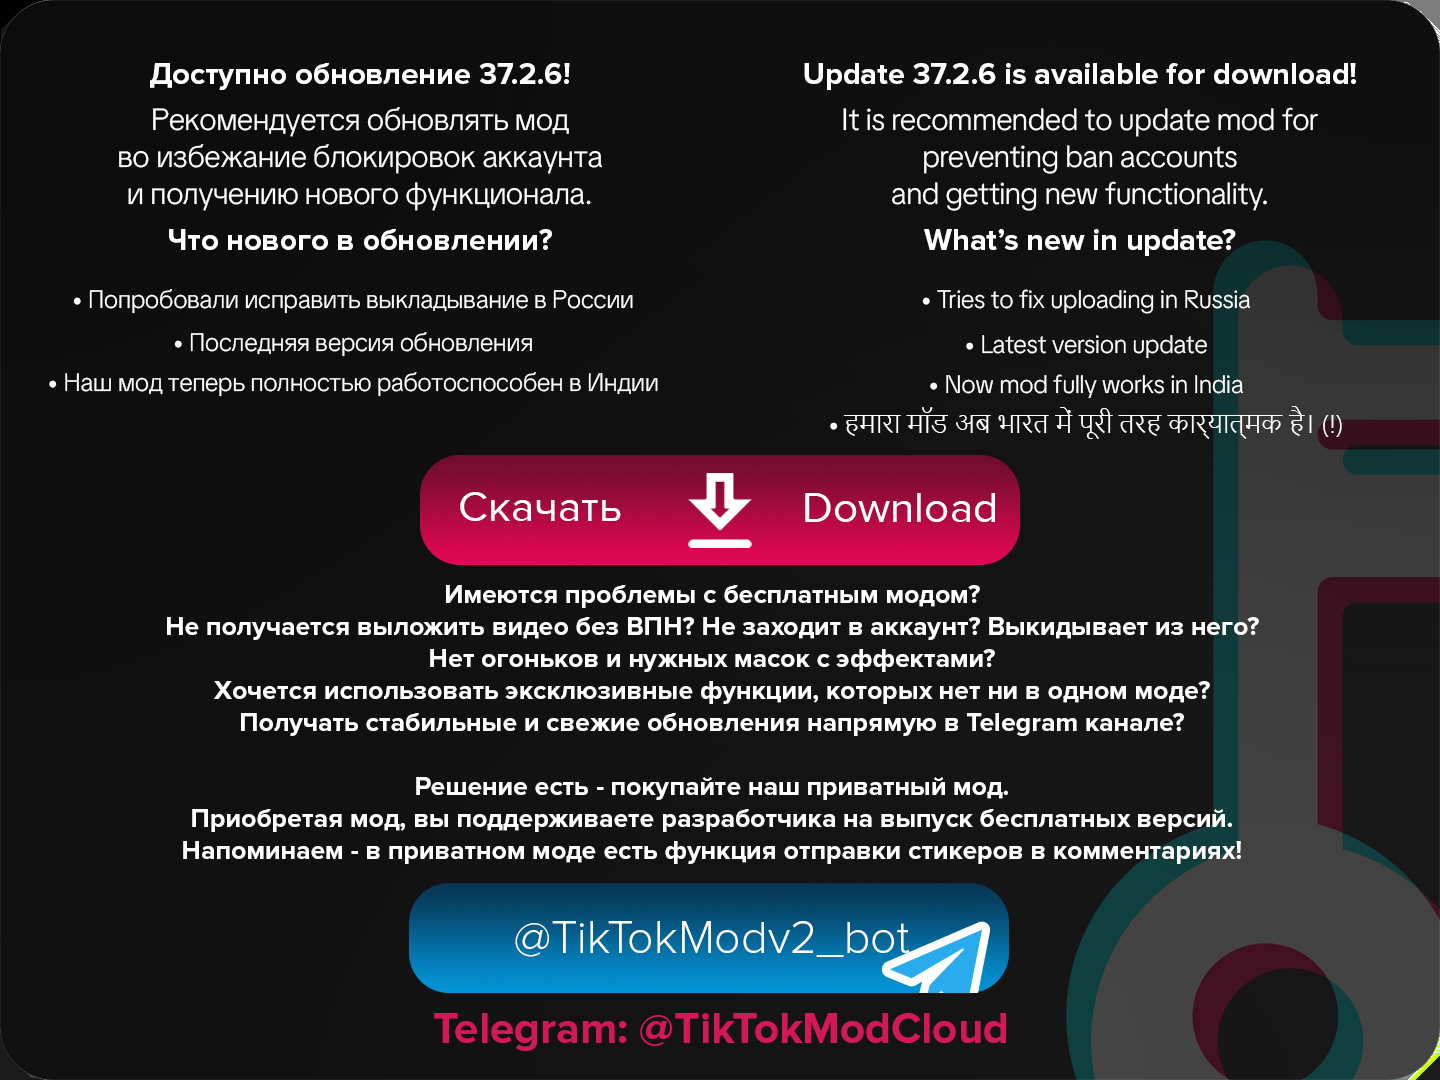 Доступно обновление 37.2.6!
Рекомендуется обновлять мод
во избежание блокировок аккаунта
и получению нового функционала.
Что нового в обновлении?
• Попробовали исправить выкладывание в России
• Последняя версия обновления
• Наш мод теперь полностью работоспособен в Индии
Update 37.2.6 is available for download!
It is recommended to update mod for
preventing ban accounts
and getting new functionality.
What's new in update?
• Tries to fix uploading in Russia
• Latest version update
• Now mod fully works in India
• हमारा मॉड अब भारत में पूरी तरह कार्यात्मक है। (!)
Скачать Download
Имеются проблемы с бесплатным модом?
Не получается выложить видео без ВПН? Не заходит в аккаунт? Выкидывает из него?
Нет огоньков и нужных масок с эффектами?
Хочется использовать эксклюзивные функции, которых нет ни в одном моде?
Получать стабильные и свежие обновления напрямую в Telegram канале?
Решение есть - покупайте наш приватный мод.
Приобретая мод, вы поддерживаете разработчика на выпуск бесплатных версий.
Напоминаем - в приватном моде есть функция отправки стикеров в комментариях!
@TikTokModv2_bot
Telegram: @TikTokModCloud